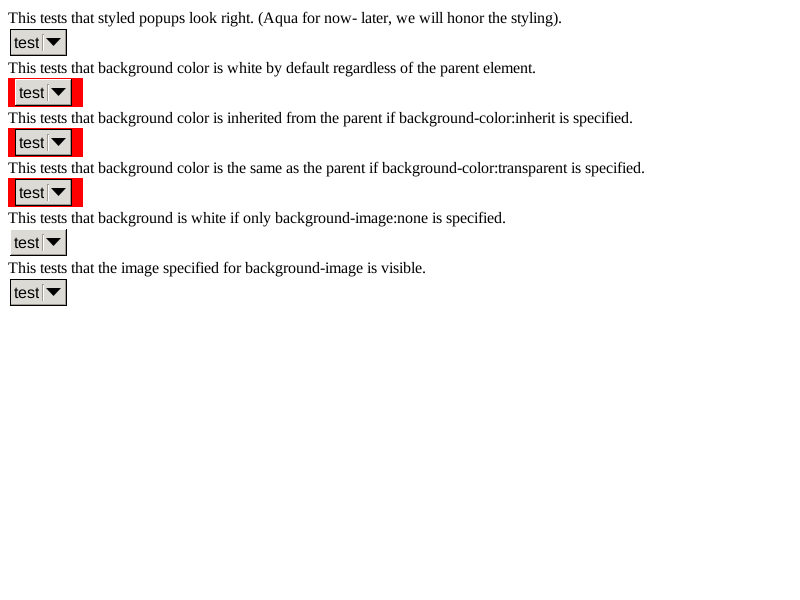 This tests that styled popups look right. (Aqua for now- later, we will honor the styling).
test
This tests that background color is white by default regardless of the parent element.
test
This tests that background color is inherited from the parent if background-color:inherit is specified.
test
This tests that background color is the same as the parent if background-color:transparent is specified.
test
This tests that background is white if only background-image:none is specified.
test
This tests that the image specified for background-image is visible.
test